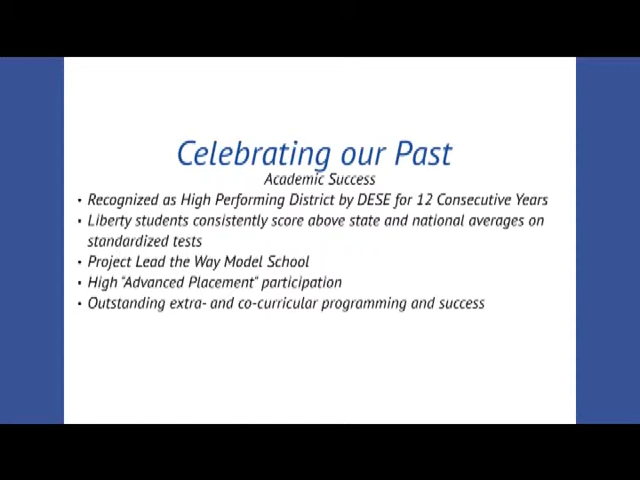 Celebrating our Past
Academic Success
• Recognized as High Performing District by DESE for 12 Consecutive Years
• Liberty students consistently score above state and national averages on
standardized tests
• Project Lead the Way Model School
• High "Advanced Placement" participation
• Outstanding extra- and co-curricular programming and success